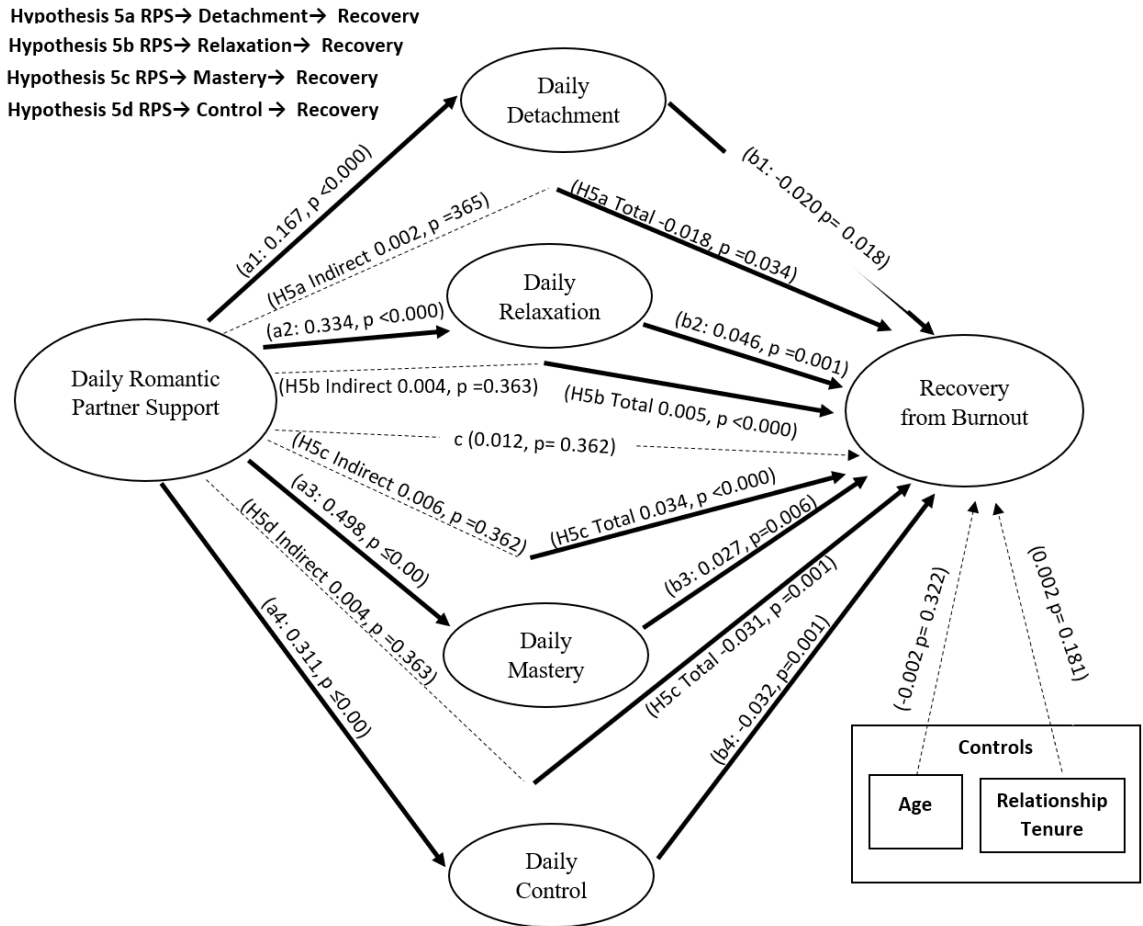 Hypothesis 5a RPS→ Detachment→ Recovery
Hypothesis 5b RPS→ Relaxation→ Recovery
Hypothesis 5c RPS→ Mastery→ Recovery
Hypothesis 5d RPS→ Control → Recovery
Daily
Detachment
(a1: 0.167, p <0.000)
(b1: -0.020 p= 0.018)
(H5a Indirect 0.002, p =365)
(H5a Total -0.018, p =0.034)
Daily
Relaxation
(a2: 0.334, p <0.000)
(b2: 0.046, p =0.001)
Daily Romantic
Partner Support
Recovery
from Burnout
(H5b Indirect 0.004, p =0.363)
(H5b Total 0.005, p <0.000)
c (0.012, p= 0.362)
(H5c Indirect 0.006, p =0.362)
(H5c Total 0.034, p <0.000)
(a3: 0.498, p ≤0.00)
(b3: 0.027, p=0.006)
(H5d Indirect 0.004, p =0.363)
(H5c Total -0.031, p =0.001)
Daily
Mastery
(a4: 0.311, p ≤0.00)
(b4: -0.032, p=0.001)
Daily
Control
(-0.002 p= 0.322)
(0.002 p= 0.181)
Controls
Age
Relationship
Tenure